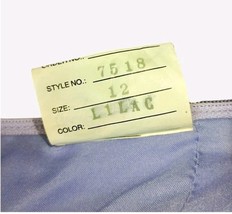 STYLE NO.: 7518
SIZE: 12
COLOR: LILAC